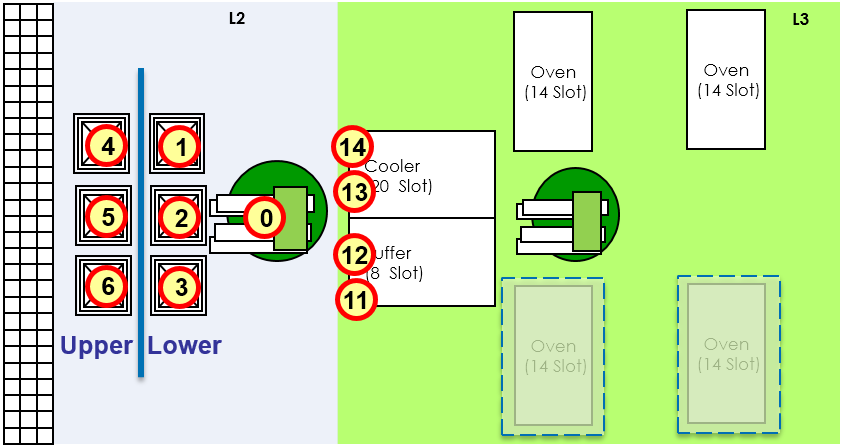 L2
L3
Oven
(14 Slot)
Oven
(14 Slot)
4
1
14
Cooler
13
20 Slot)
5
2
0
12
uffer
(8 Slot)
11
6
3
Upper
Lower
Oven
(14 Slot)
Oven
(14 Slot)